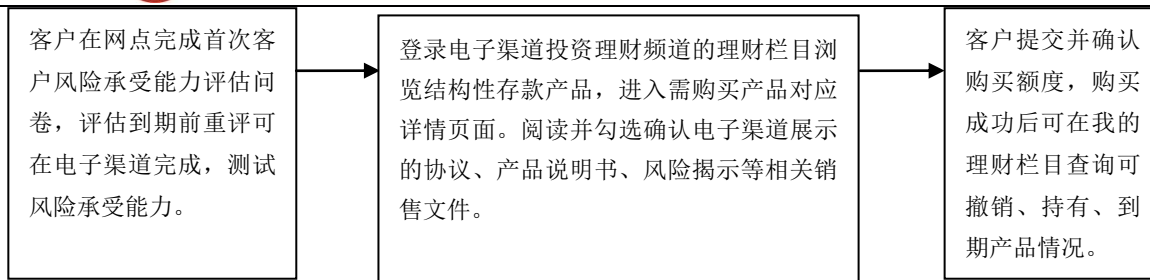 客户在网点完成首次客
户风险承受能力评估问
卷，评估到期前重评可
在电子渠道完成，测试
风险承受能力。
登录电子渠道投资理财频道的理财栏目浏
览结构性存款产品，进入需购买产品对应
详情页面。阅读并勾选确认电子渠道展示
的协议、产品说明书、风险揭示等相关销
售文件。
客户提交并确认
购买额度，购买
成功后可在我的
理财栏目查询可
撤销、持有、到
期产品情况。